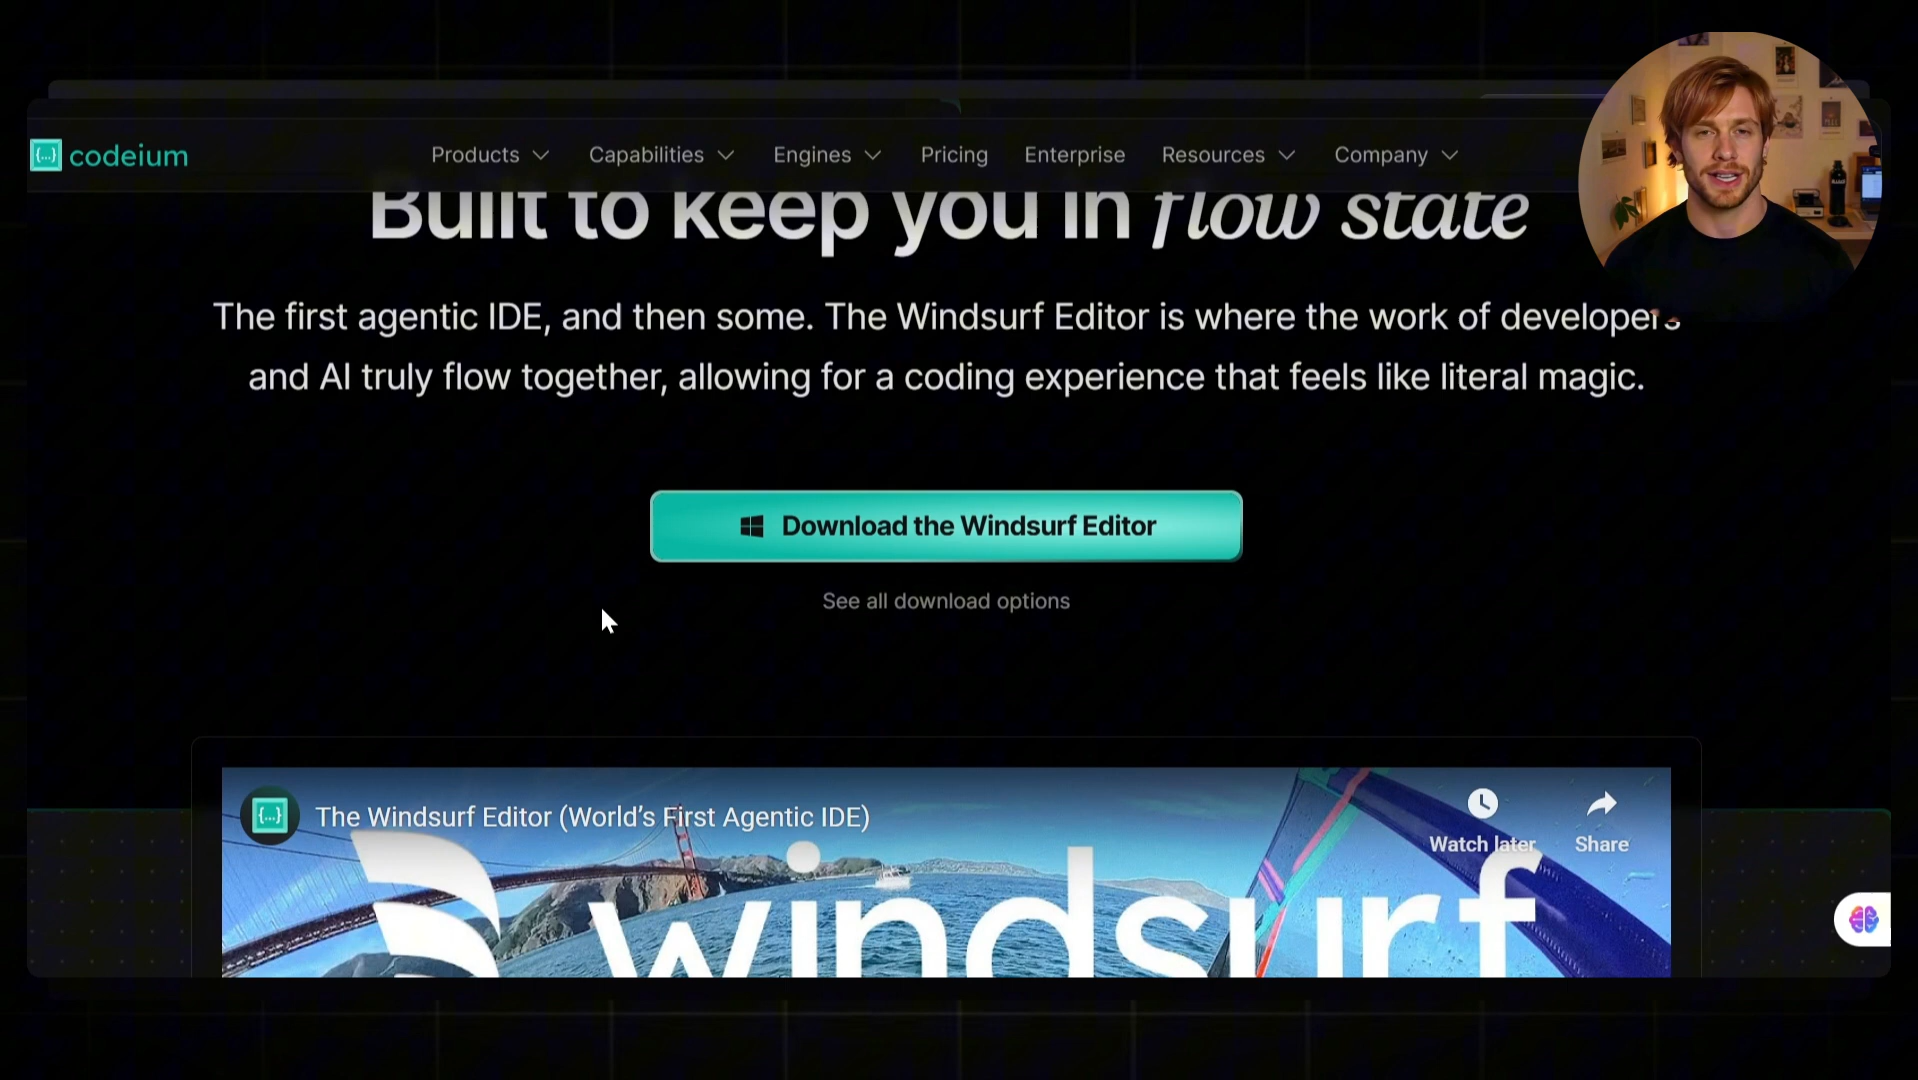 codeium
Products
Capabilities
Engines
Pricing
Enterprise
Resources
Company
Built to keep you in flow state
The first agentic IDE, and then some. The Windsurf Editor is where the work of developers
and AI truly flow together, allowing for a coding experience that feels like literal magic.
Download the Windsurf Editor
See all download options
{...} The Windsurf Editor (World's First Agentic IDE)
Watch later
Share
windsurf